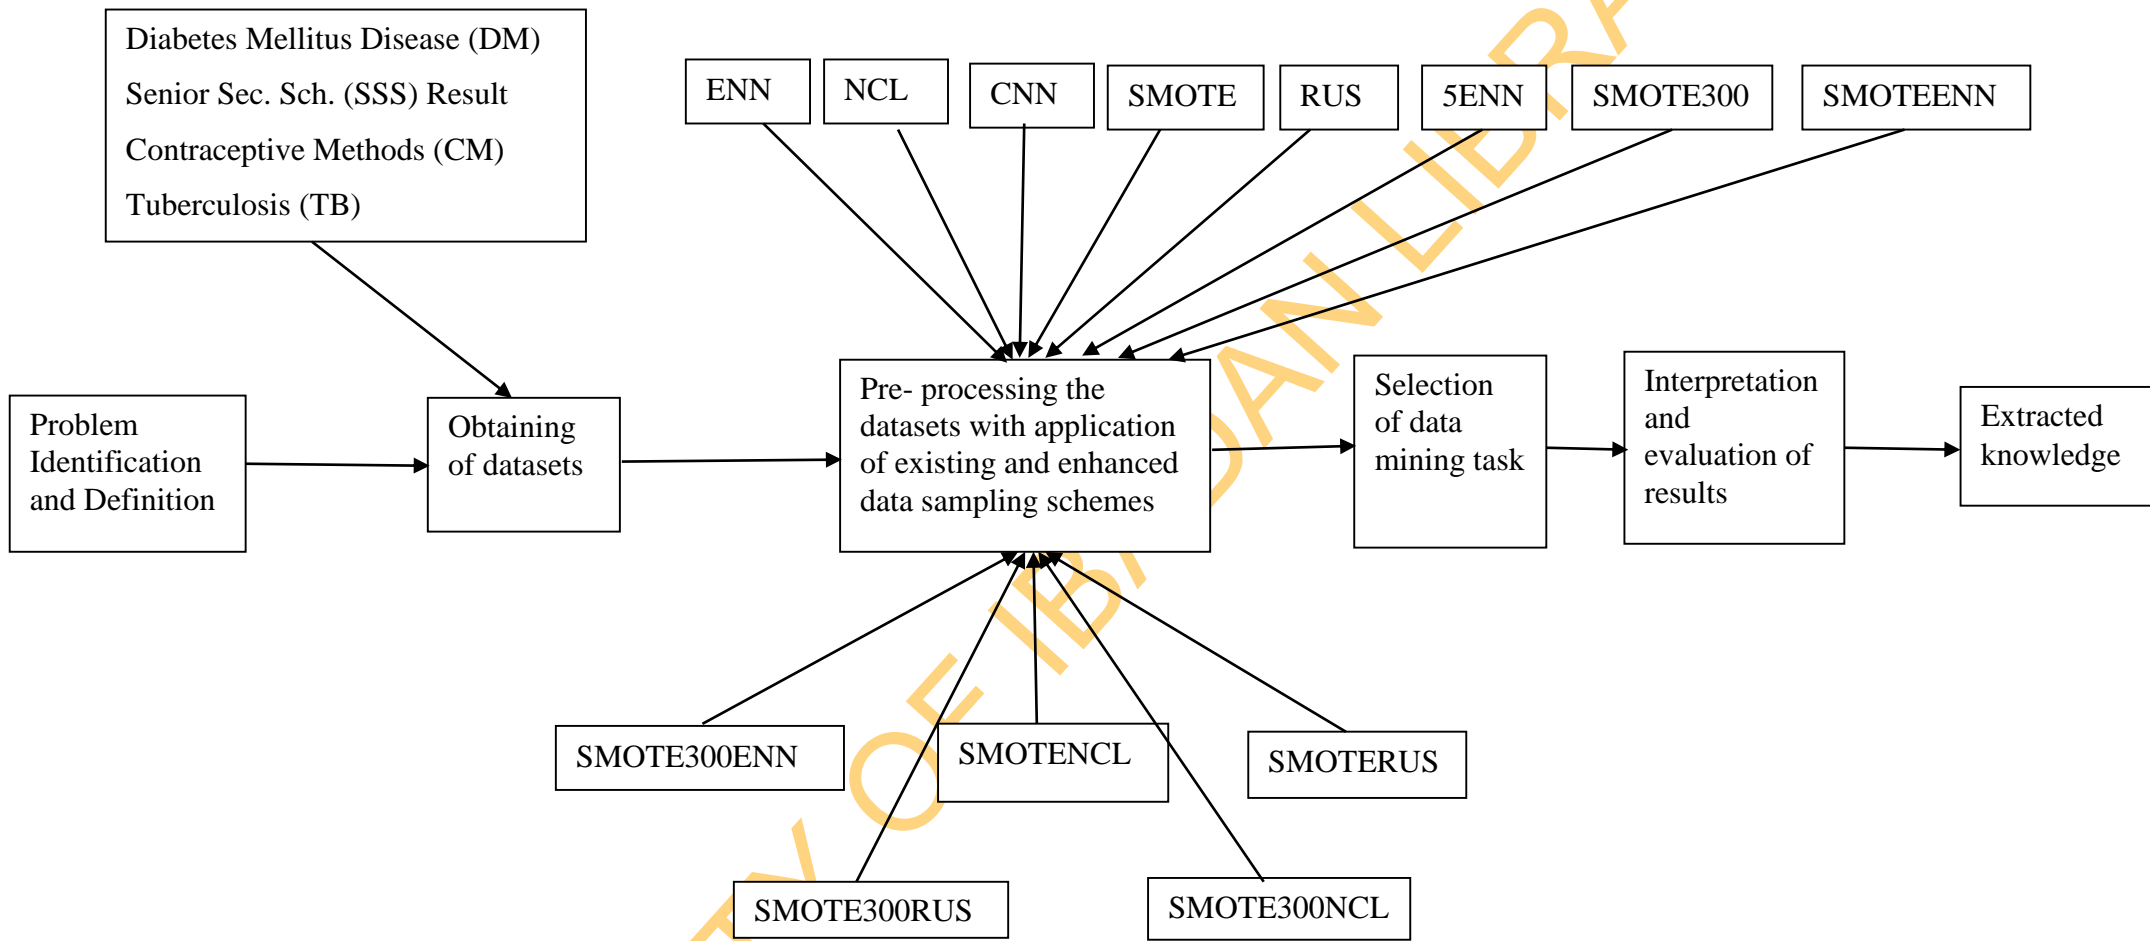 Diabetes Mellitus Disease (DM)
Senior Sec. Sch. (SSS) Result
Contraceptive Methods (CM)
Tuberculosis (TB)
ENN
NCL
CNN
SMOTE
RUS
5ENN
SMOTE300
SMOTEENN
Problem
Identification
and Definition
Obtaining
of datasets
Pre- processing the
datasets with application
of existing and enhanced
data sampling schemes
Selection
of data
mining task
Interpretation
and
evaluation of
results
Extracted
knowledge
SMOTE300ENN
SMOTENCL
SMOTERUS
SMOTE300RUS
SMOTE300NCL
OF IBADAN